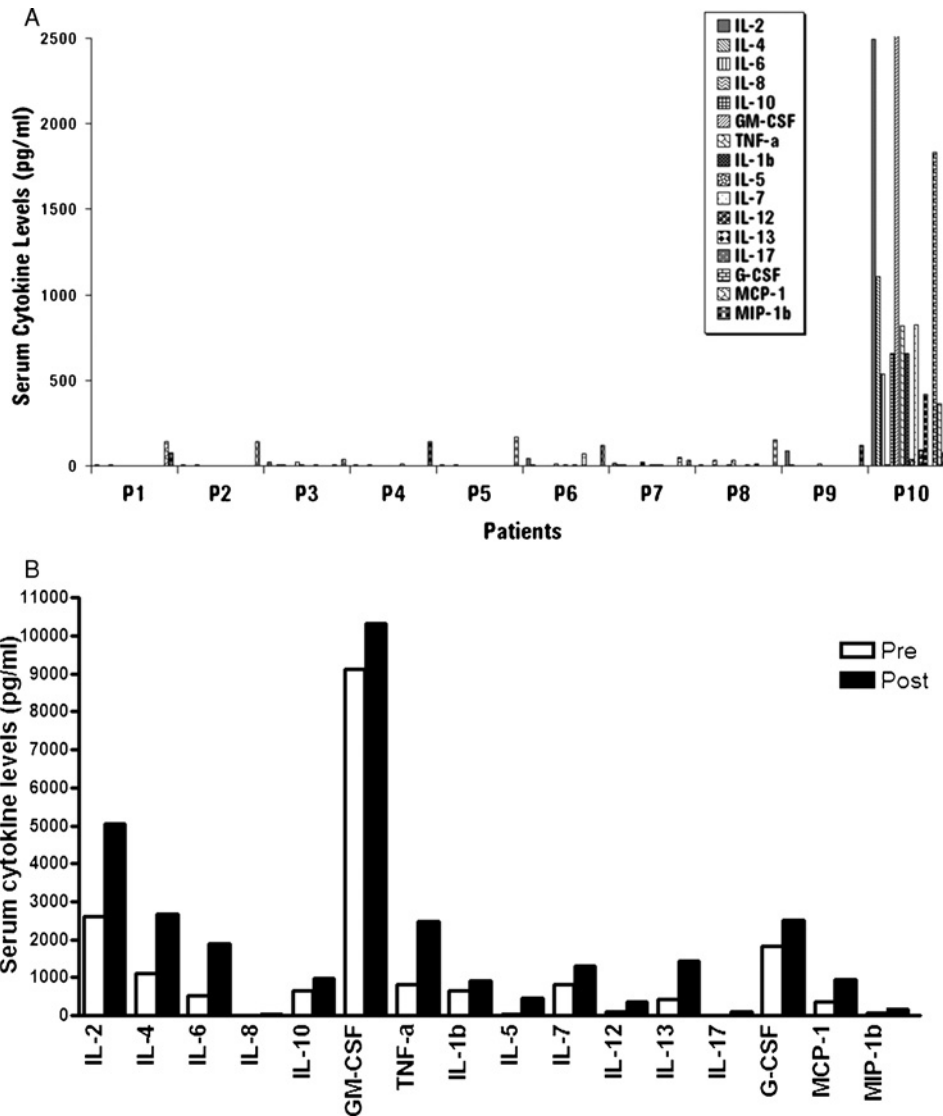 A
Serum Cytokine Levels (pg/ml)
2500
2000
1500
1000
500
0
IL-2
IL-4
IL-6
IL-8
IL-10
GM-CSF
TNF-a
IL-1b
IL-5
IL-7
IL-12
IL-13
IL-17
G-CSF
MCP-1
MIP-1b
P1 P2 P3 P4 P5 P6 P7 P8 P9 P10
Patients
B
Serum cytokine levels (pg/ml)
11000
10000
9000
8000
7000
6000
5000
4000
3000
2000
1000
0
Pre
Post
IL-2
IL-4
IL-6
IL-8
IL-10
GM-CSF
TNF-a
IL-1b
IL-5
IL-7
IL-12
IL-13
IL-17
G-CSF
MCP-1
MIP-1b